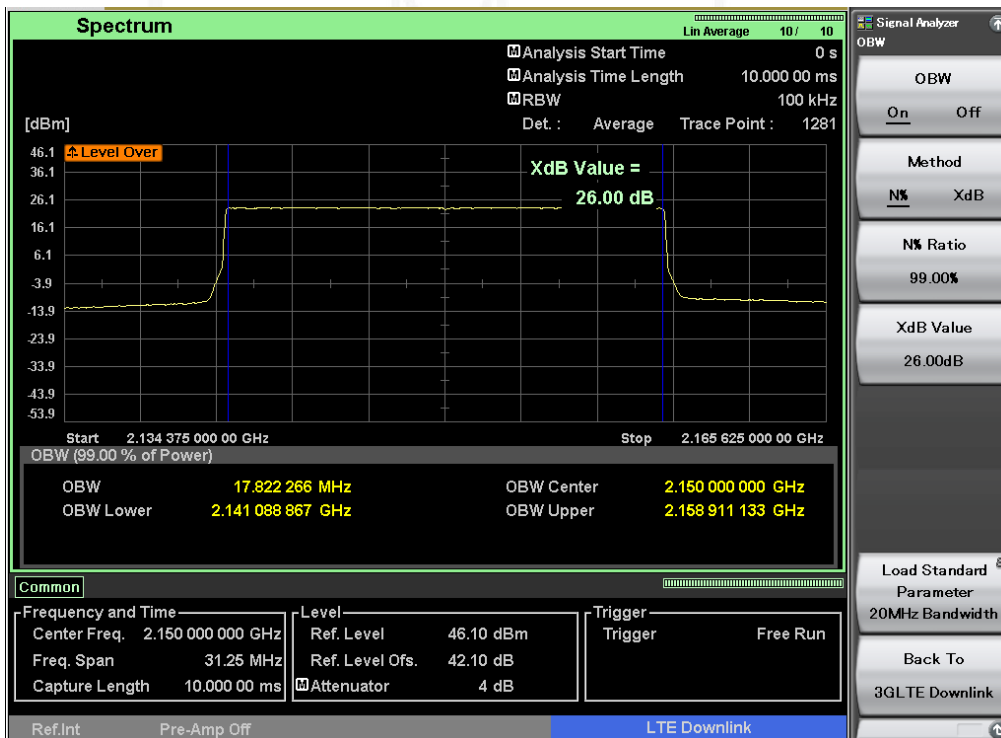 Spectrum
Lin Average 10/ 10
M Analysis Start Time 0 s
M Analysis Time Length 10.000 00 ms
M RBW 100 kHz
[dBm] Det. : Average Trace Point : 1281
46.1 Level Over
36.1
XdB Value =
26.00 dB
26.1
16.1
6.1
-3.9
-13.9
-23.9
-33.9
-43.9
-53.9
Start 2.134 375 000 00 GHz Stop 2.165 625 000 00 GHz
OBW (99.00 % of Power)
OBW 17.822 266 MHz OBW Center 2.150 000 000 GHz
OBW Lower 2.141 088 867 GHz OBW Upper 2.158 911 133 GHz
Common
Frequency and Time
Center Freq. 2.150 000 000 GHz
Freq. Span 31.25 MHz
Capture Length 10.000 00 ms
Level
Ref. Level 46.10 dBm
Ref. Level Ofs. 42.10 dB
M Attenuator 4 dB
Trigger
Trigger Free Run
Ref.Int Pre-Amp Off LTE Downlink
Signal Analyzer
OBW
OBW
On Off
Method
N% XdB
N% Ratio
99.00%
XdB Value
26.00dB
Load Standard
Parameter
20MHz Bandwidth
Back To
3GLTE Downlink